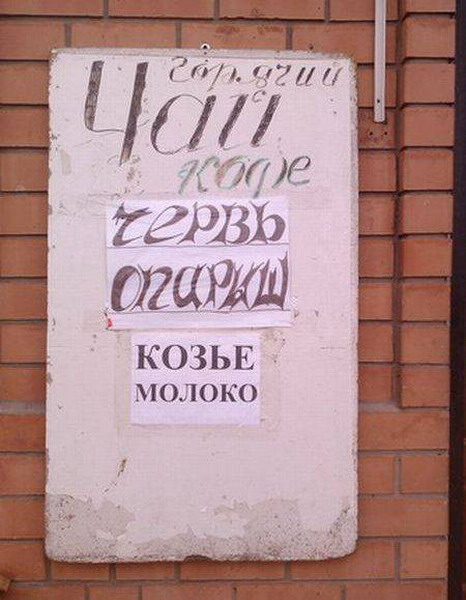 горячий
Чай
кофе
червь
опарыш
КОЗЬЕ
МОЛОКО